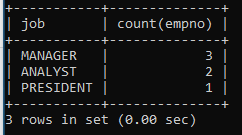 +-----------+--------------+
| job       | count(empno) |
+-----------+--------------+
| MANAGER   |            3 |
| ANALYST   |            2 |
| PRESIDENT |            1 |
+-----------+--------------+
3 rows in set (0.00 sec)